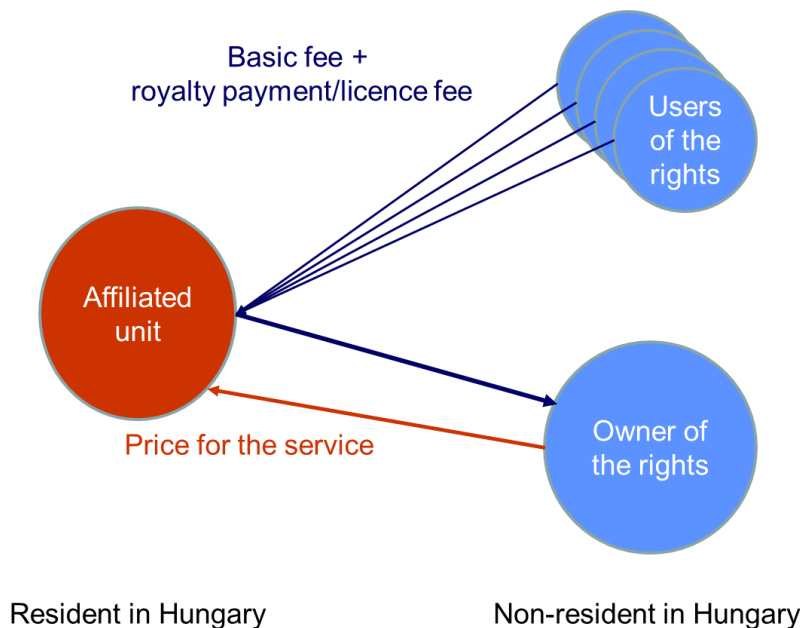 Basic fee +
royalty payment/licence fee
Users
of the
rights
Affiliated
unit
Price for the service
Owner of
the rights
Resident in Hungary
Non-resident in Hungary